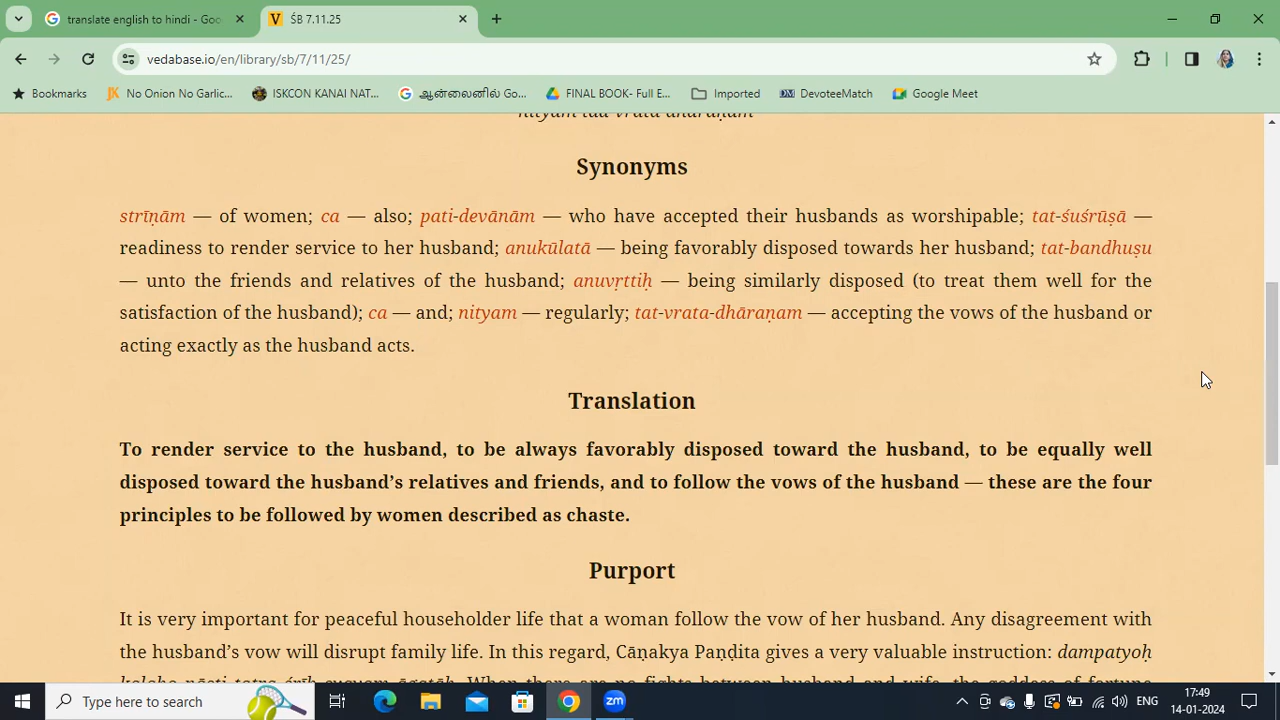 translate english to hindi - Goo
ŚB 7.11.25
vedabase.io/en/library/sb/7/11/25/
Bookmarks
No Onion No Garlic...
ISKCON KANAI NAT...
ஆன்லைனில் Go...
FINAL BOOK- Full E...
Imported
DevoteeMatch
Google Meet
nityaṁ tad-vrata-dhāraṇam
Synonyms
strīṇām — of women; ca — also; pati-devānām — who have accepted their husbands as worshipable; tat-śuśrūṣā —
readiness to render service to her husband; anukūlatā — being favorably disposed towards her husband; tat-bandhuṣu
— unto the friends and relatives of the husband; anuvṛttiḥ — being similarly disposed (to treat them well for the
satisfaction of the husband); ca — and; nityam — regularly; tat-vrata-dhāraṇam — accepting the vows of the husband or
acting exactly as the husband acts.
Translation
To render service to the husband, to be always favorably disposed toward the husband, to be equally well
disposed toward the husband’s relatives and friends, and to follow the vows of the husband — these are the four
principles to be followed by women described as chaste.
Purport
It is very important for peaceful householder life that a woman follow the vow of her husband. Any disagreement with
the husband’s vow will disrupt family life. In this regard, Cāṇakya Paṇḍita gives a very valuable instruction: dampatyoḥ
Type here to search
ENG
17:49
14-01-2024